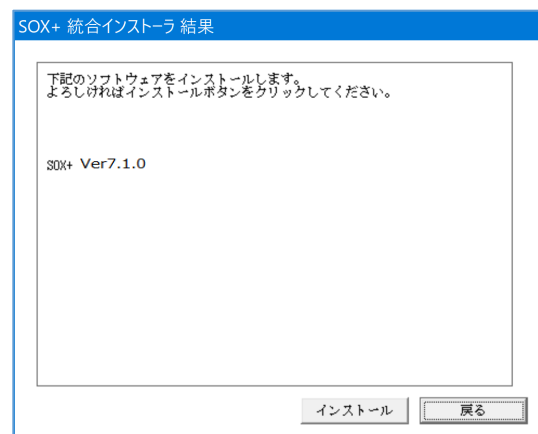 SOX+ 統合インストーラ 結果
下記のソフトウェアをインストールします。
よろしければインストールボタンをクリックしてください。
SOX+ Ver7.1.0
インストール
戻る